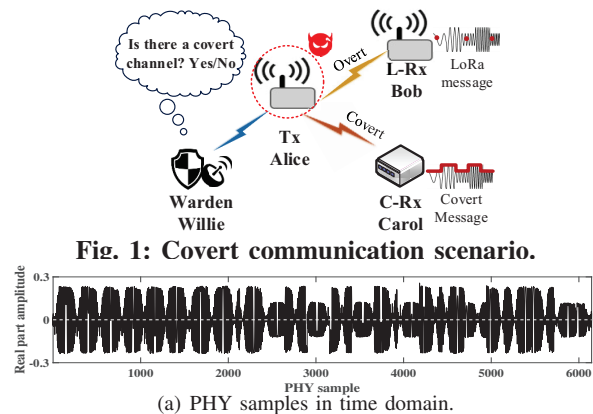 Is there a covert
channel? Yes/No
Overt
L-Rx
Bob
LoRa
message
Tx
Alice
Covert
Warden
Willie
C-Rx
Carol
Covert
Message
Fig. 1: Covert communication scenario.
Real part amplitude
0.3
0
-0.3
1000 2000 3000 4000 5000 6000
PHY sample
(a) PHY samples in time domain.